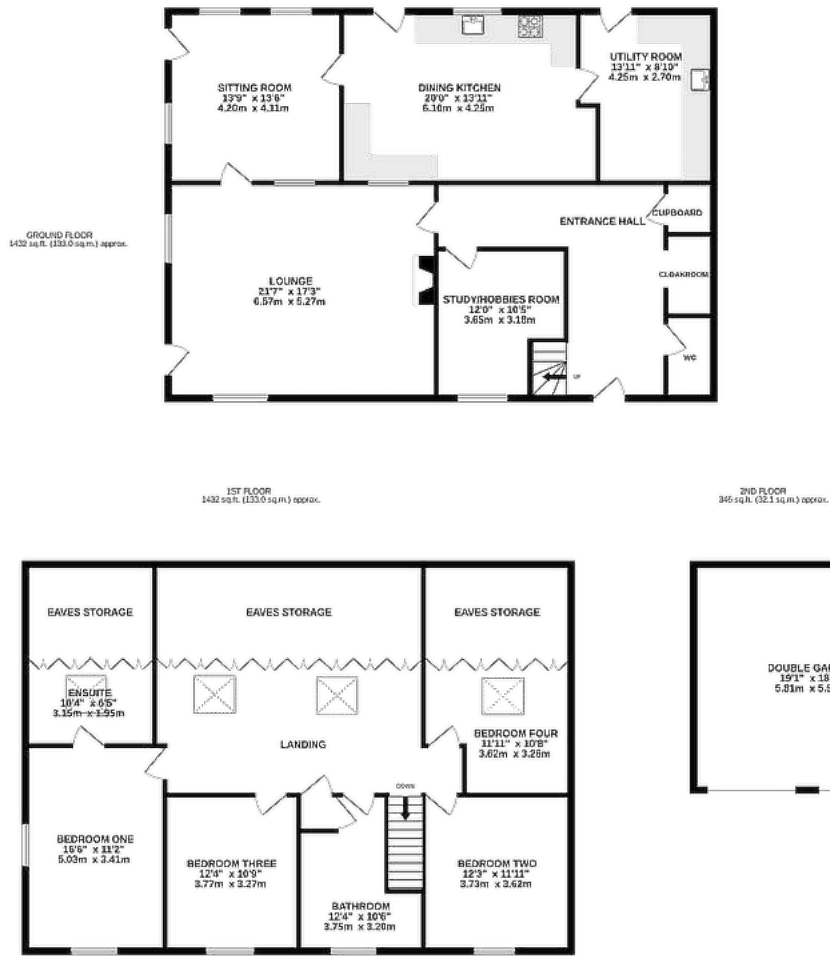 SITTING ROOM
13'9" x 13'6"
4.20m x 4.11m
DINING KITCHEN
20'0" x 13'11"
6.10m x 4.25m
UTILITY ROOM
13'11" x 8'10"
4.25m x 2.70m
GROUND FLOOR
1432 sq.ft. (133.0 sq.m.) approx.
LOUNGE
21'7" x 17'3"
6.57m x 5.27m
ENTRANCE HALL
CUPBOARD
CLOAKROOM
STUDY/HOBBIES ROOM
12'0" x 10'5"
3.65m x 3.18m
UP
WC
1ST FLOOR
1432 sq.ft. (133.0 sq.m.) approx.
2ND FLOOR
346 sq.ft. (32.1 sq.m.) approx.
EAVES STORAGE
EAVES STORAGE
EAVES STORAGE
ENSUITE
10'4" x 6'5"
3.15m x 1.95m
LANDING
BEDROOM FOUR
11'11" x 10'8"
3.62m x 3.26m
DOWN
BEDROOM ONE
16'6" x 11'2"
5.03m x 3.41m
BEDROOM THREE
12'4" x 10'9"
3.77m x 3.27m
BATHROOM
12'4" x 10'6"
3.75m x 3.20m
BEDROOM TWO
12'3" x 11'11"
3.73m x 3.62m
DOUBLE GA
19'1" x 18
5.81m x 5.5